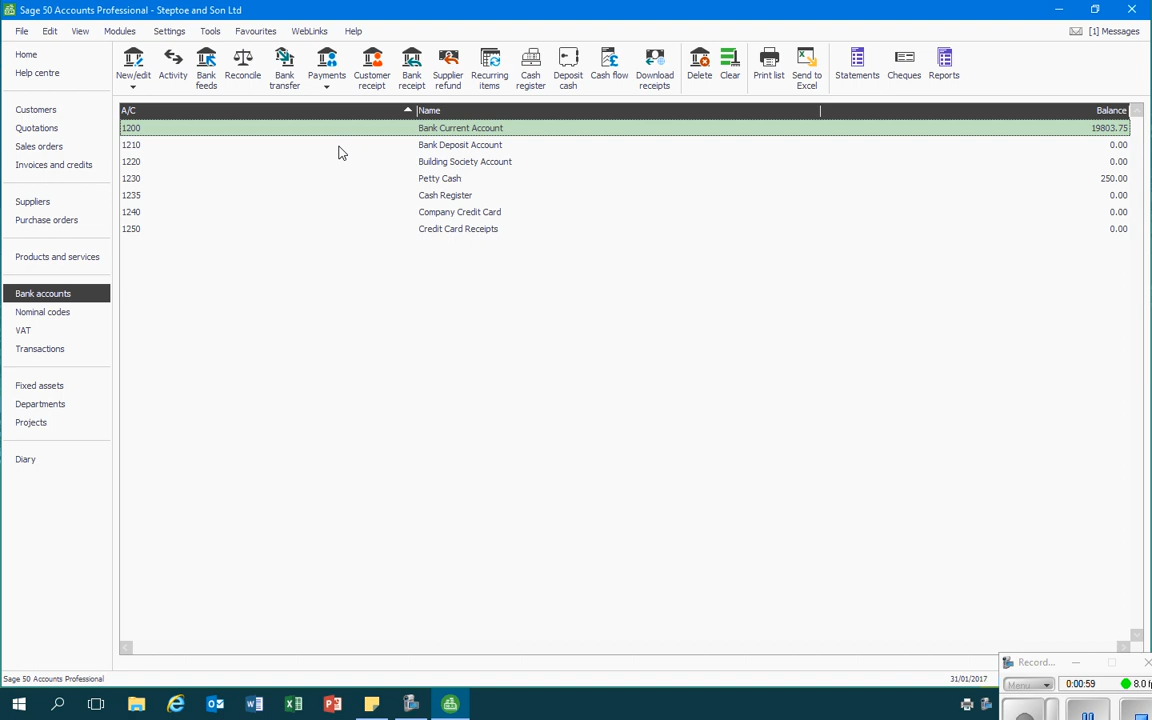 Sage 50 Accounts Professional - Steptoe and Son Ltd
File Edit View Modules Settings Tools Favourites WebLinks Help [1] Messages
Home
Help centre
Customers
Quotations
Sales orders
Invoices and credits
Suppliers
Purchase orders
Products and services
Bank accounts
Nominal codes
VAT
Transactions
Fixed assets
Departments
Projects
Diary
New/edit Activity Bank feeds Reconcile Bank transfer Payments Customer receipt Bank receipt Supplier refund Recurring items Cash register Deposit cash Cash flow Download receipts Delete Clear Print list Send to Excel Statements Cheques Reports
A/C Name Balance
1200 Bank Current Account 19803.75
1210 Bank Deposit Account 0.00
1220 Building Society Account 0.00
1230 Petty Cash 250.00
1235 Cash Register 0.00
1240 Company Credit Card 0.00
1250 Credit Card Receipts 0.00
Record...
Sage 50 Accounts Professional 31/01/2017
Menu 0:00:59 8.0